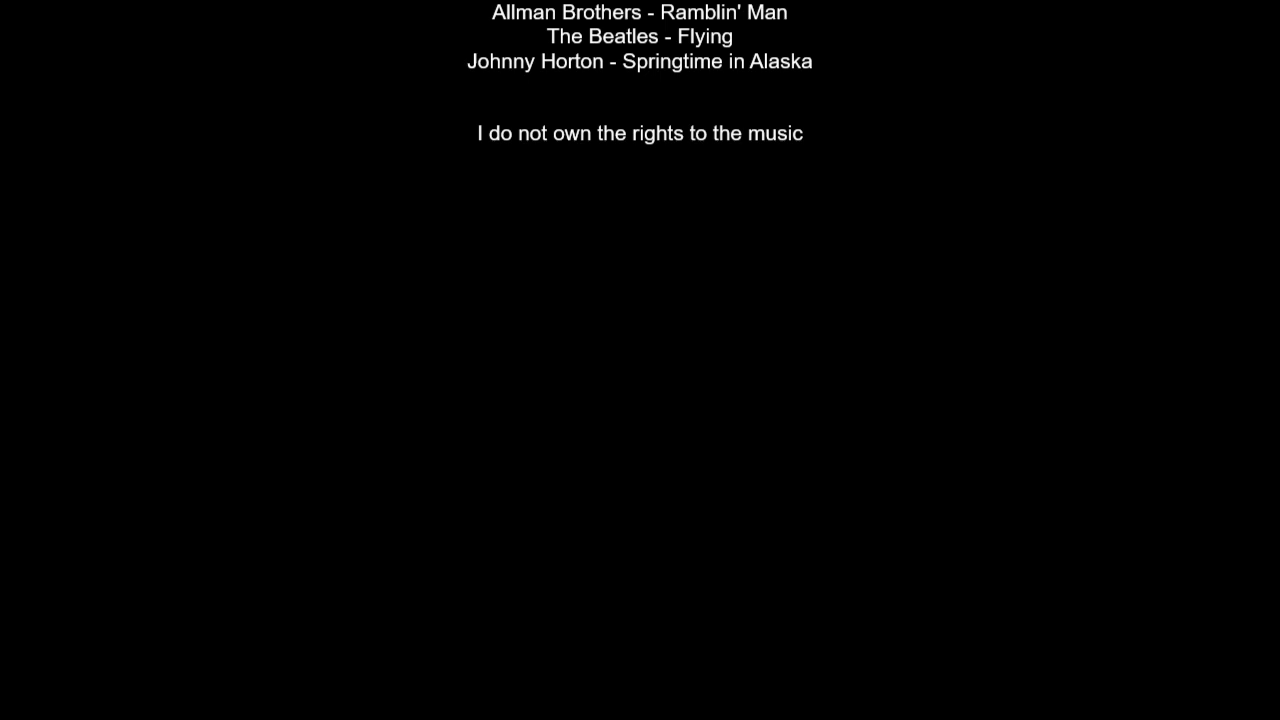 Allman Brothers - Ramblin' Man
The Beatles - Flying
Johnny Horton - Springtime in Alaska
I do not own the rights to the music